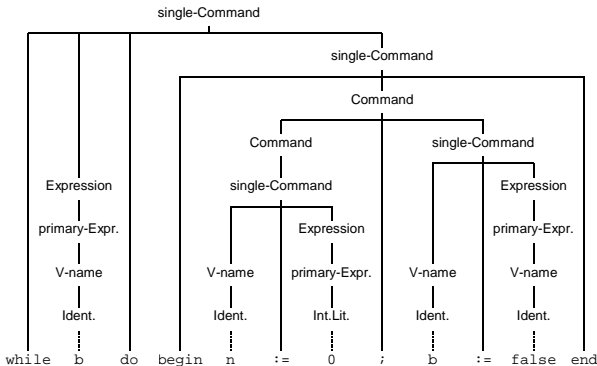 single-Command
single-Command
Command
Command single-Command
Expression single-Command Expression
primary-Expr. Expression primary-Expr.
V-name V-name primary-Expr. V-name V-name
Ident. Ident. Int.Lit. Ident. Ident.
while b do begin n := 0 ; b := false end